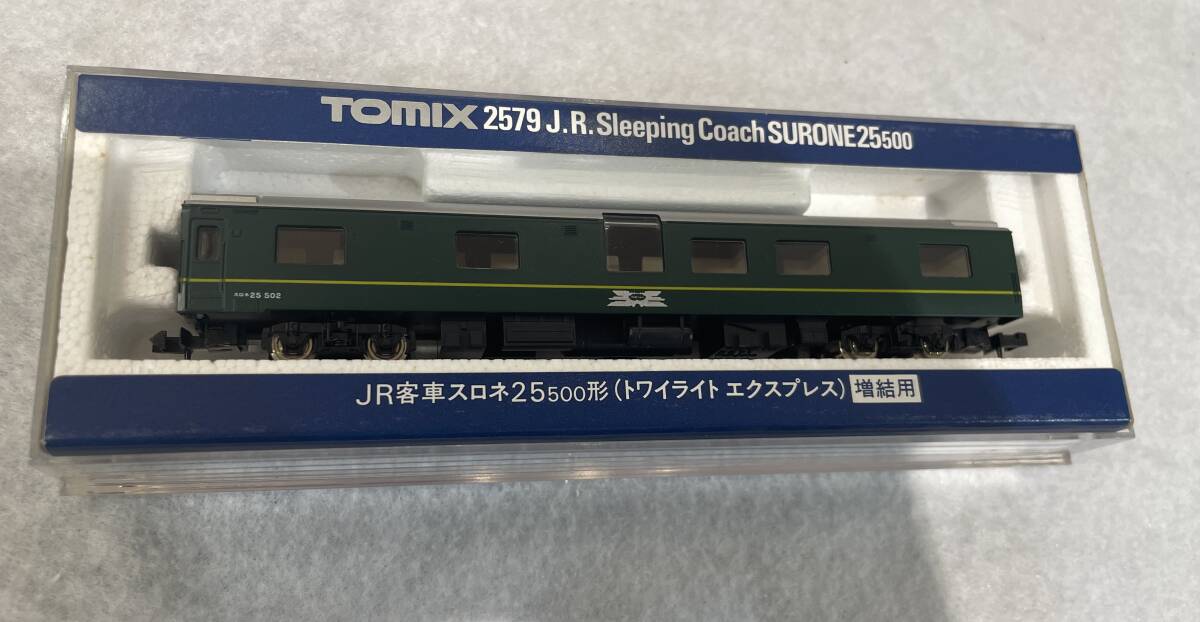 TOMIX 2579 J.R. Sleeping Coach SURONE25500
スロネ25 502
JR客車スロネ25500形(トワイライト エクスプレス) 増結用